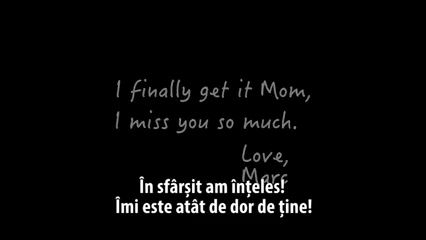 I finally get it Mom,
I miss you so much.
Love,
Marc
În sfârșit am înțeles!
Îmi este atât de dor de ține!